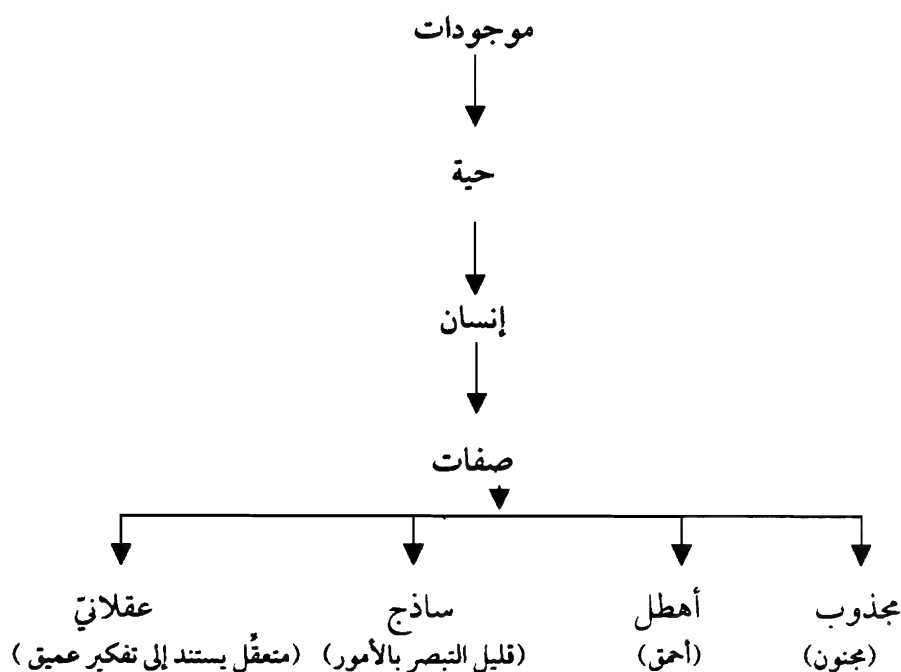 موجودات
حية
إنسان
صفات
مجذوب أهطل ساذج عقلانيّ
(مجنون) (أحمق) (قليل التبصر بالأمور) (متعقِّل يستند إلى تفكير عميق)